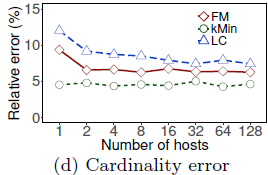 15
10
5
0
Relative error (%)
FM
kMin
LC
1 2 4 8 16 32 64 128
Number of hosts
(d) Cardinality error